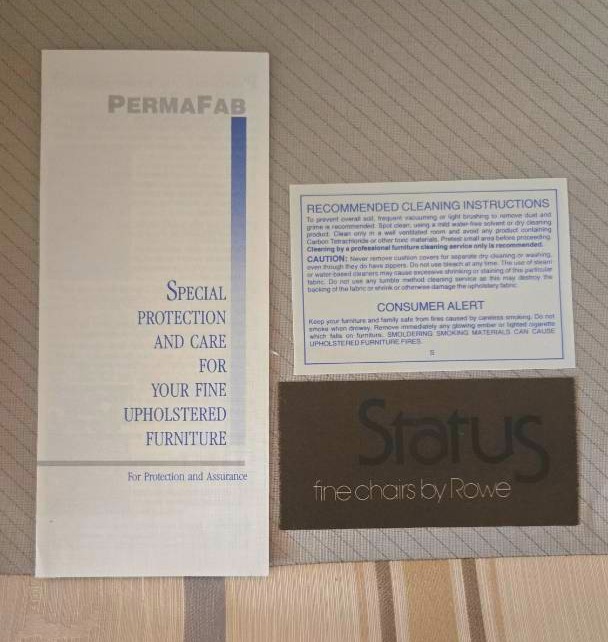 PERMAFAB
SPECIAL
PROTECTION
AND CARE
FOR
YOUR FINE
UPHOLSTERED
FURNITURE
For Protection and Assurance
RECOMMENDED CLEANING INSTRUCTIONS
To prevent overall soil, frequent vacuuming or light brushing to remove dust and
grime is recommended. Spot clean, using a mild water-free solvent or dry cleaning
product. Clean only in a well ventilated room and avoid any product containing
Carbon Tetrachloride or other toxic materials. Pretest small area before proceeding.
Cleaning by a professional furniture cleaning service only is recommended.
CAUTION: Never remove cushion covers for separate dry cleaning or washing,
even though they do have zippers. Do not use bleach at any time. The use of steam
or water-based cleaners may cause excessive shrinking or staining of this particular
fabric. Do not use any tumbler method cleaning service as this may destroy the
backing of the fabric or shrink or otherwise damage the upholstery fabric.
CONSUMER ALERT
Keep your furniture and family safe from fires caused by careless smoking. Do not
smoke when drowsy. Remove immediately any glowing ember or lighted cigarette
which falls on furniture. SMOLDERING SMOKING MATERIALS CAN CAUSE
UPHOLSTERED FURNITURE FIRES.
S
Status
fine chairs by Rowe